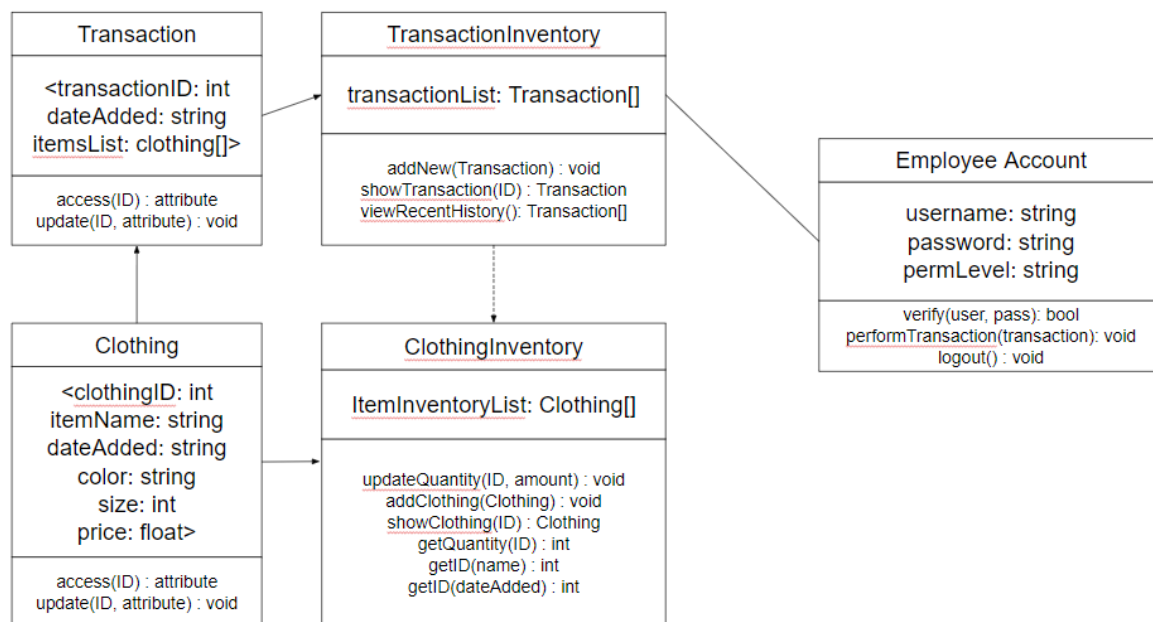 Transaction
<transactionID: int
dateAdded: string
itemsList: clothing[]>
access(ID) : attribute
update(ID, attribute) : void
TransactionInventory
transactionList: Transaction[]
addNew(Transaction) : void
showTransaction(ID) : Transaction
viewRecentHistory(): Transaction[]
Employee Account
username: string
password: string
permLevel: string
verify(user, pass): bool
performTransaction(transaction): void
logout() : void
Clothing
<clothingID: int
itemName: string
dateAdded: string
color: string
size: int
price: float>
access(ID) : attribute
update(ID, attribute) : void
ClothingInventory
ItemInventoryList: Clothing[]
updateQuantity(ID, amount) : void
addClothing(Clothing) : void
showClothing(ID) : Clothing
getQuantity(ID) : int
getID(name) : int
getID(dateAdded) : int